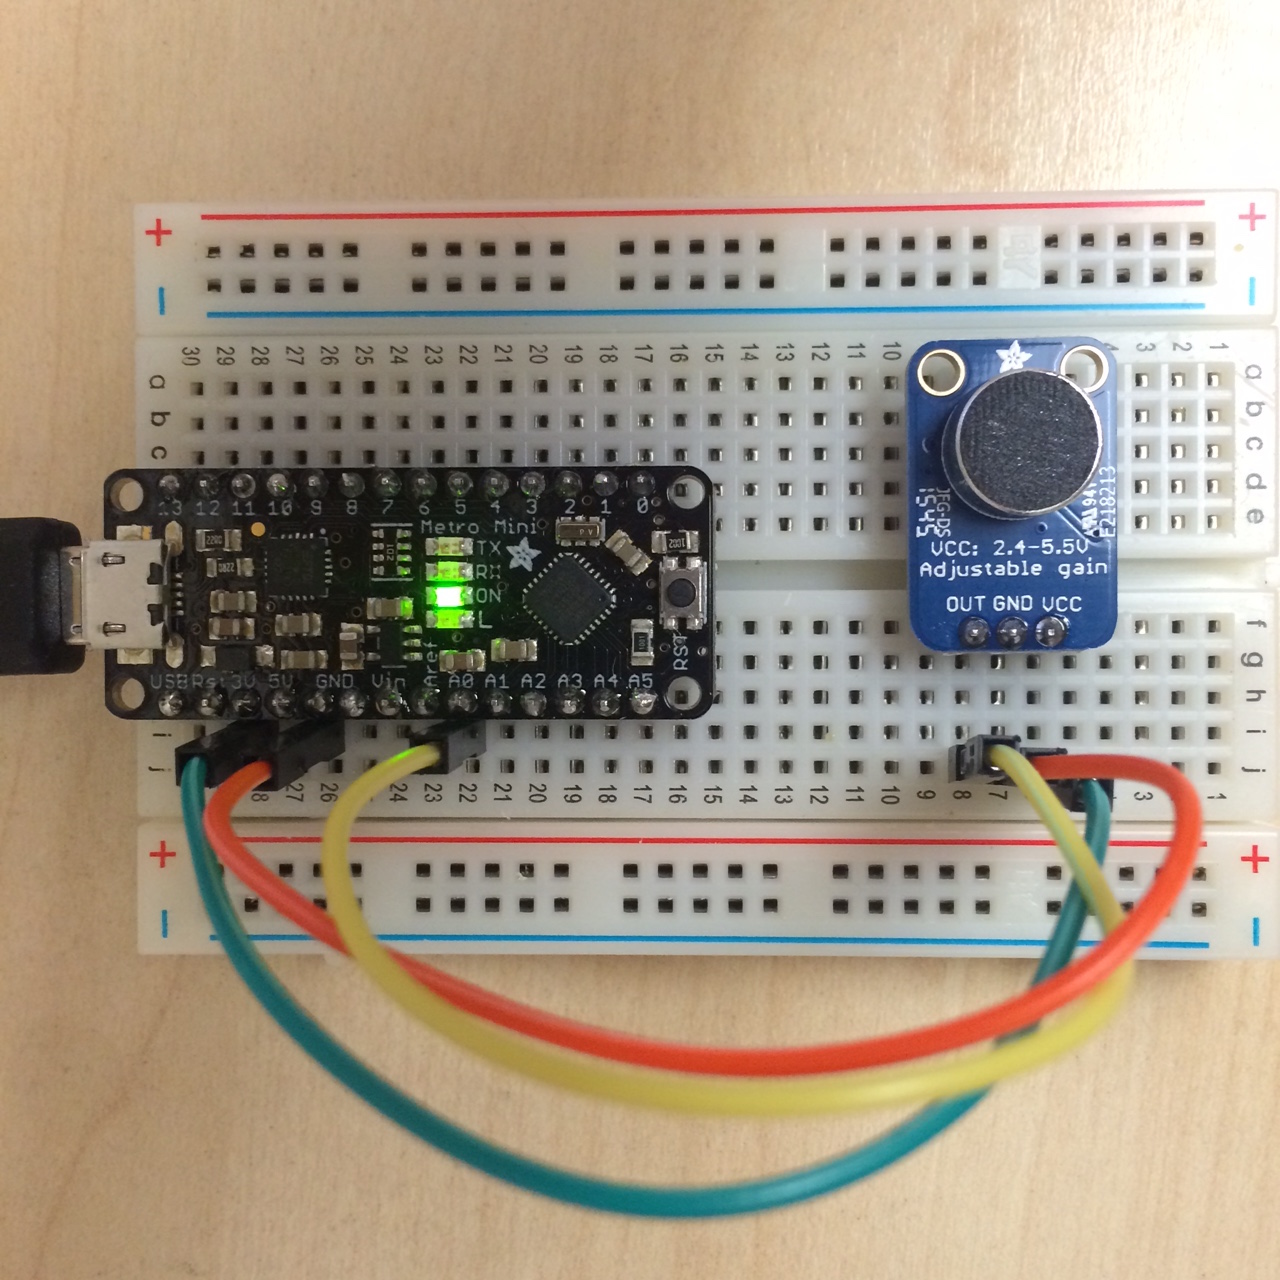 + +
− −
30 29 28 27 26 25 24 23 22 21 20 19 18 17 16 15 14 13 12 11 10 3 2 1
a a
b b
c c
d
e
13 12 11 10 9 8 7 6 5 4 3 2 1 0
Metro Mini
TX
RX
ON
L
RST
Aref
USB Rst 3V 5V GND Vin A0 A1 A2 A3 A4 A5
E218213
VCC: 2.4-5.5V
Adjustable gain
OUT GND VCC
f
g
h
i i
j j
27 26 24 23 22 21 20 19 18 17 16 15 14 13 12 11 10 9 8 7 3 1
+ +
− −